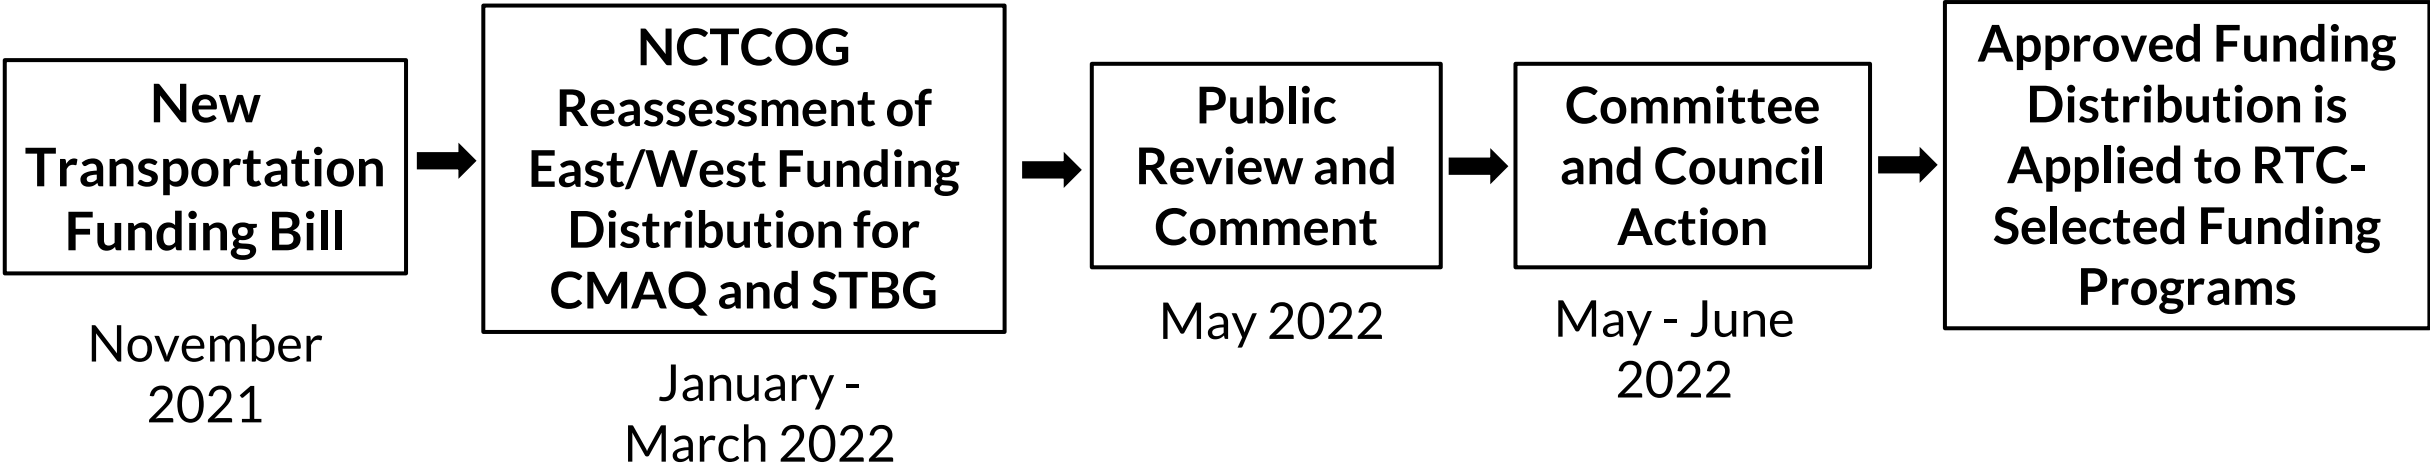 New
Transportation
Funding Bill
November
2021
NCTCOG
Reassessment of
East/West Funding
Distribution for
CMAQ and STBG
January -
March 2022
Public
Review and
Comment
May 2022
Committee
and Council
Action
May - June
2022
Approved Funding
Distribution is
Applied to RTC-
Selected Funding
Programs